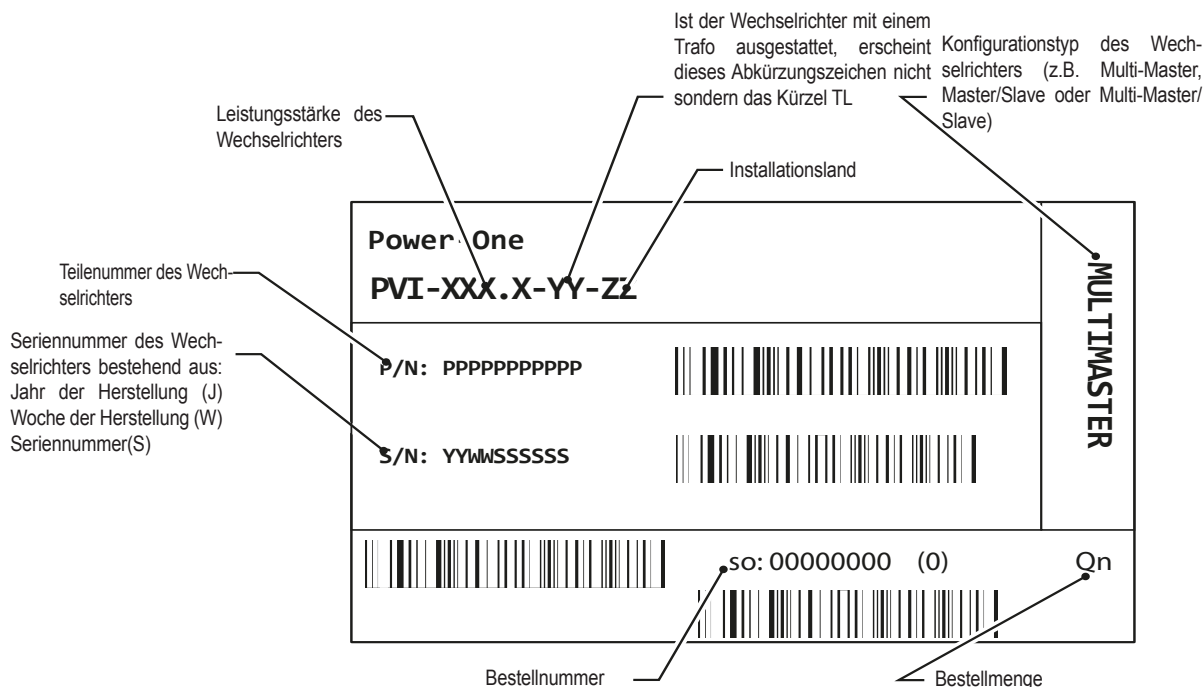 Ist der Wechselrichter mit einem
Trafo ausgestattet, erscheint
dieses Abkürzungszeichen nicht
sondern das Kürzel TL
Konfigurationstyp des Wech-
selrichters (z.B. Multi-Master,
Master/Slave oder Multi-Master/
Slave)
Leistungsstärke des
Wechselrichters
Installationsland
Power-One
PVI-XXX.X-YY-ZZ
MULTIMASTER
Teilenummer des Wech-
selrichters
P/N: PPPPPPPPPPP
Seriennummer des Wech-
selrichters bestehend aus:
Jahr der Herstellung (J)
Woche der Herstellung (W)
Seriennummer(S)
S/N: YYWWSSSSSS
so: 00000000 (0)
Qn
Bestellnummer
Bestellmenge